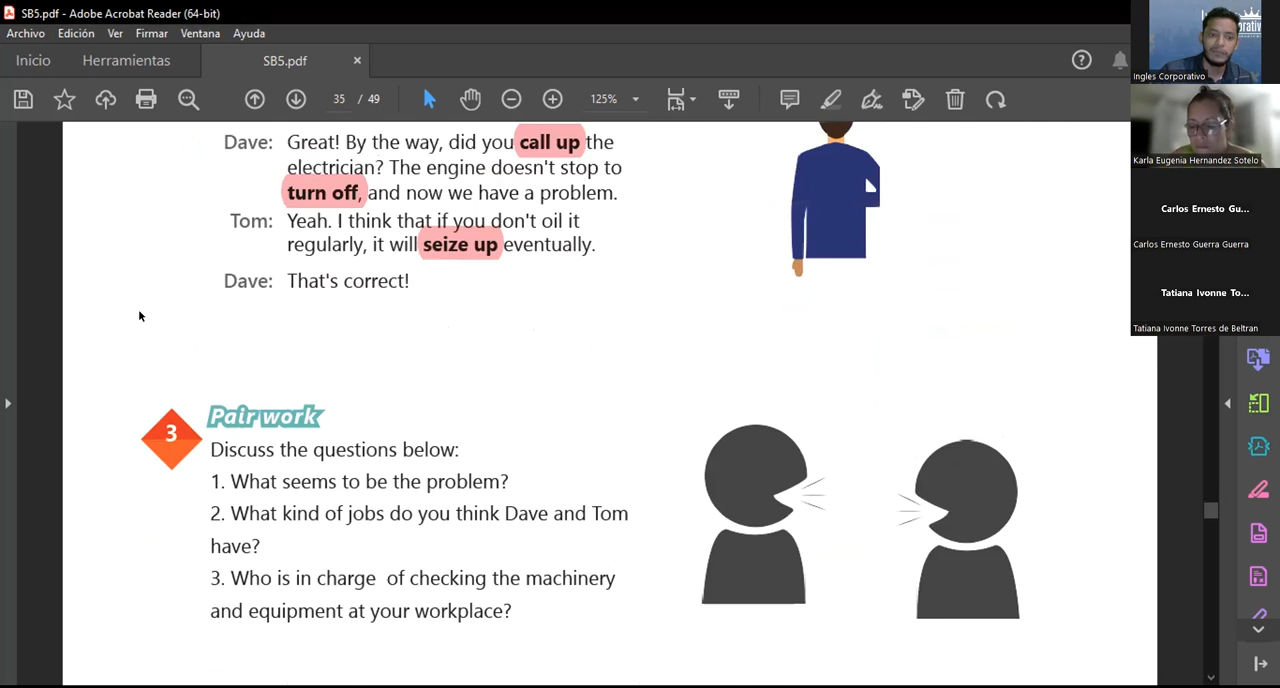 SB5.pdf - Adobe Acrobat Reader (64-bit)
Archivo Edición Ver Firmar Ventana Ayuda
Inicio Herramientas SB5.pdf ×
35 / 49 125%
Dave: Great! By the way, did you call up the
electrician? The engine doesn't stop to
turn off, and now we have a problem.
Tom: Yeah. I think that if you don't oil it
regularly, it will seize up eventually.
Dave: That's correct!
3
Pair work
Discuss the questions below:
1. What seems to be the problem?
2. What kind of jobs do you think Dave and Tom
have?
3. Who is in charge of checking the machinery
and equipment at your workplace?
Ingles Corporativo
Karla Eugenia Hernandez Sotelo
Carlos Ernesto Gu...
Carlos Ernesto Guerra Guerra
Tatiana Ivonne To...
Tatiana Ivonne Torres de Beltran